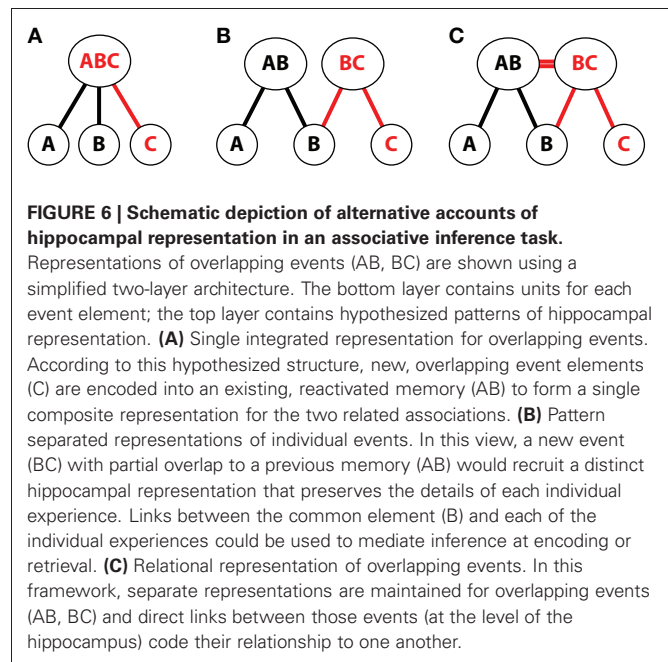 A B C
ABC AB BC AB BC
A B C A B C A B C
FIGURE 6 | Schematic depiction of alternative accounts of
hippocampal representation in an associative inference task.
Representations of overlapping events (AB, BC) are shown using a
simplified two-layer architecture. The bottom layer contains units for each
event element; the top layer contains hypothesized patterns of hippocampal
representation. (A) Single integrated representation for overlapping events.
According to this hypothesized structure, new, overlapping event elements
(C) are encoded into an existing, reactivated memory (AB) to form a single
composite representation for the two related associations. (B) Pattern
separated representations of individual events. In this view, a new event
(BC) with partial overlap to a previous memory (AB) would recruit a distinct
hippocampal representation that preserves the details of each individual
experience. Links between the common element (B) and each of the
individual experiences could be used to mediate inference at encoding or
retrieval. (C) Relational representation of overlapping events. In this
framework, separate representations are maintained for overlapping events
(AB, BC) and direct links between those events (at the level of the
hippocampus) code their relationship to one another.